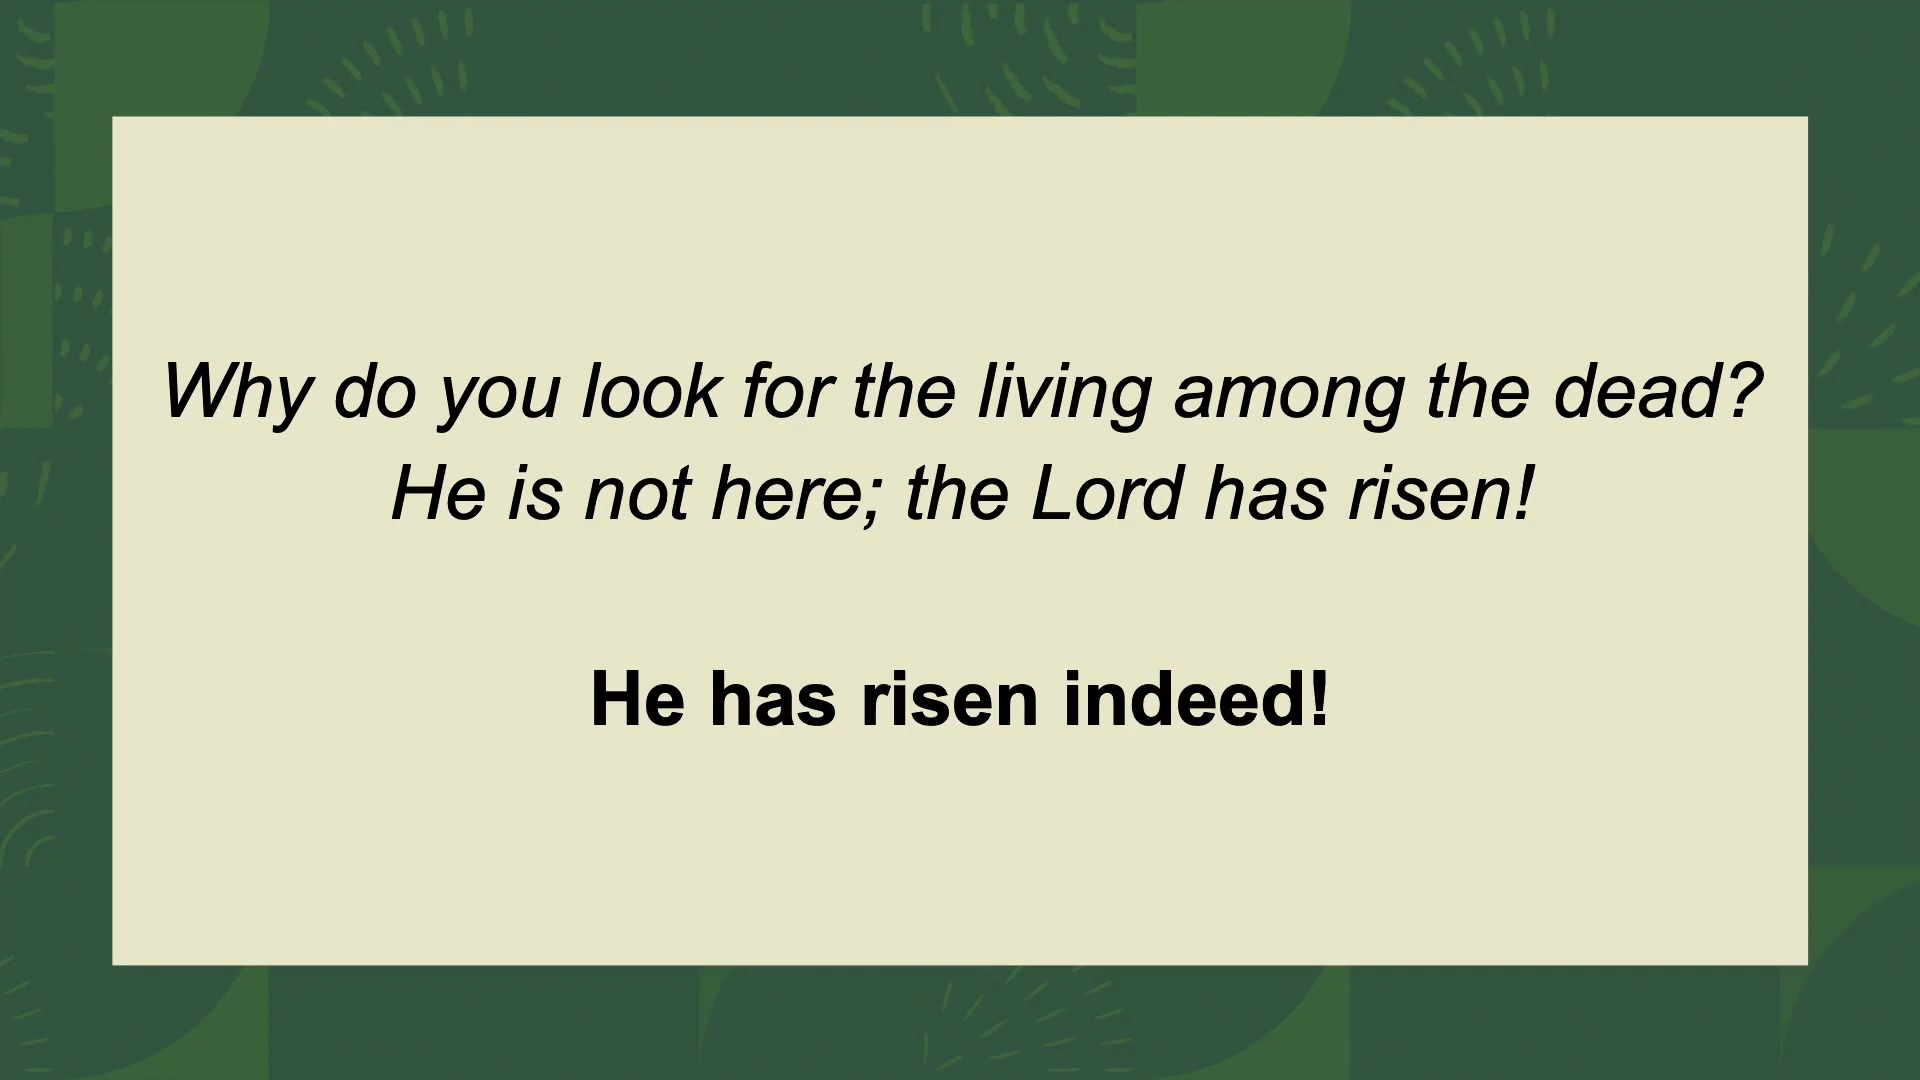 Why do you look for the living among the dead?
He is not here; the Lord has risen!
He has risen indeed!